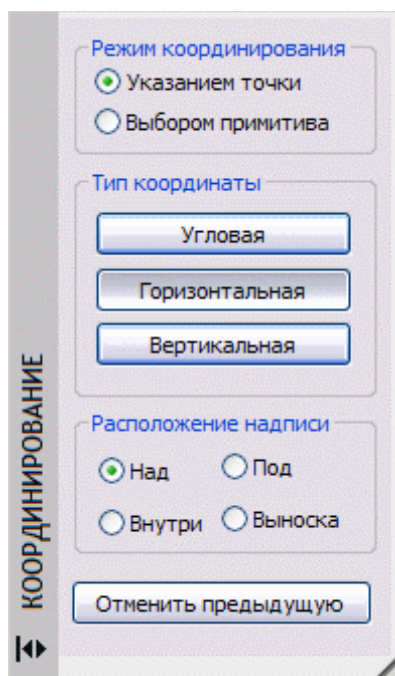 Режим координирования
Указанием точки
Выбором примитива
Тип координаты
Угловая
Горизонтальная
Вертикальная
Расположение надписи
Над
Под
Внутри
Выноска
Отменить предыдущую
КООРДИНИРОВАНИЕ